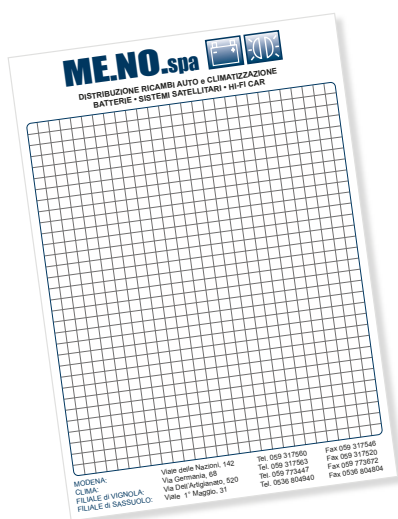 ME.NO.spa
DISTRIBUZIONE RICAMBI AUTO e CLIMATIZZAZIONE
BATTERIE • SISTEMI SATELLITARI • HI-FI CAR
MODENA: Viale delle Nazioni, 142 Tel. 059 317560 Fax 059 317546
CLIMA: Via Germania, 68 Tel. 059 317563 Fax 059 317520
FILIALE di VIGNOLA: Via Dell'Artigianato, 520 Tel. 059 773447 Fax 059 773672
FILIALE di SASSUOLO: Viale 1° Maggio, 31 Tel. 0536 804940 Fax 0536 804804